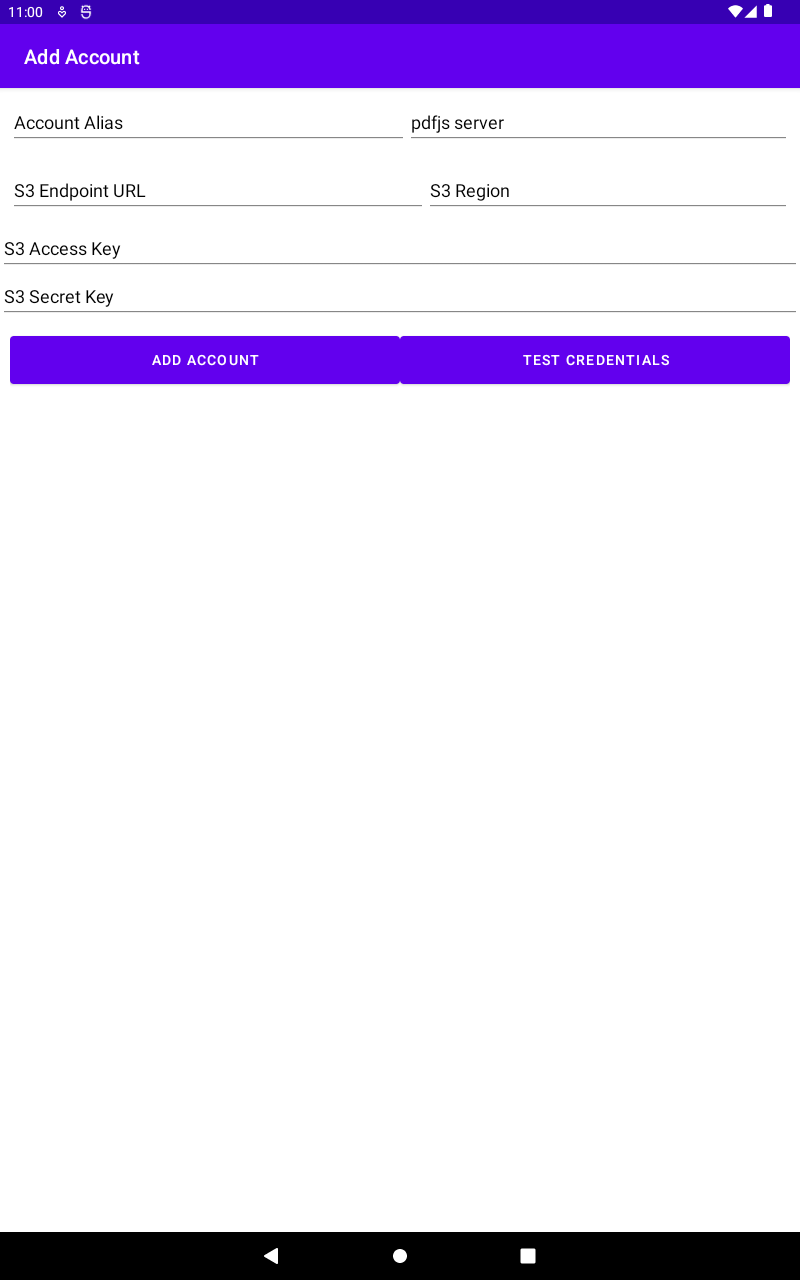 11:00
Add Account
Account Alias pdfjs server
S3 Endpoint URL S3 Region
S3 Access Key
S3 Secret Key
ADD ACCOUNT TEST CREDENTIALS